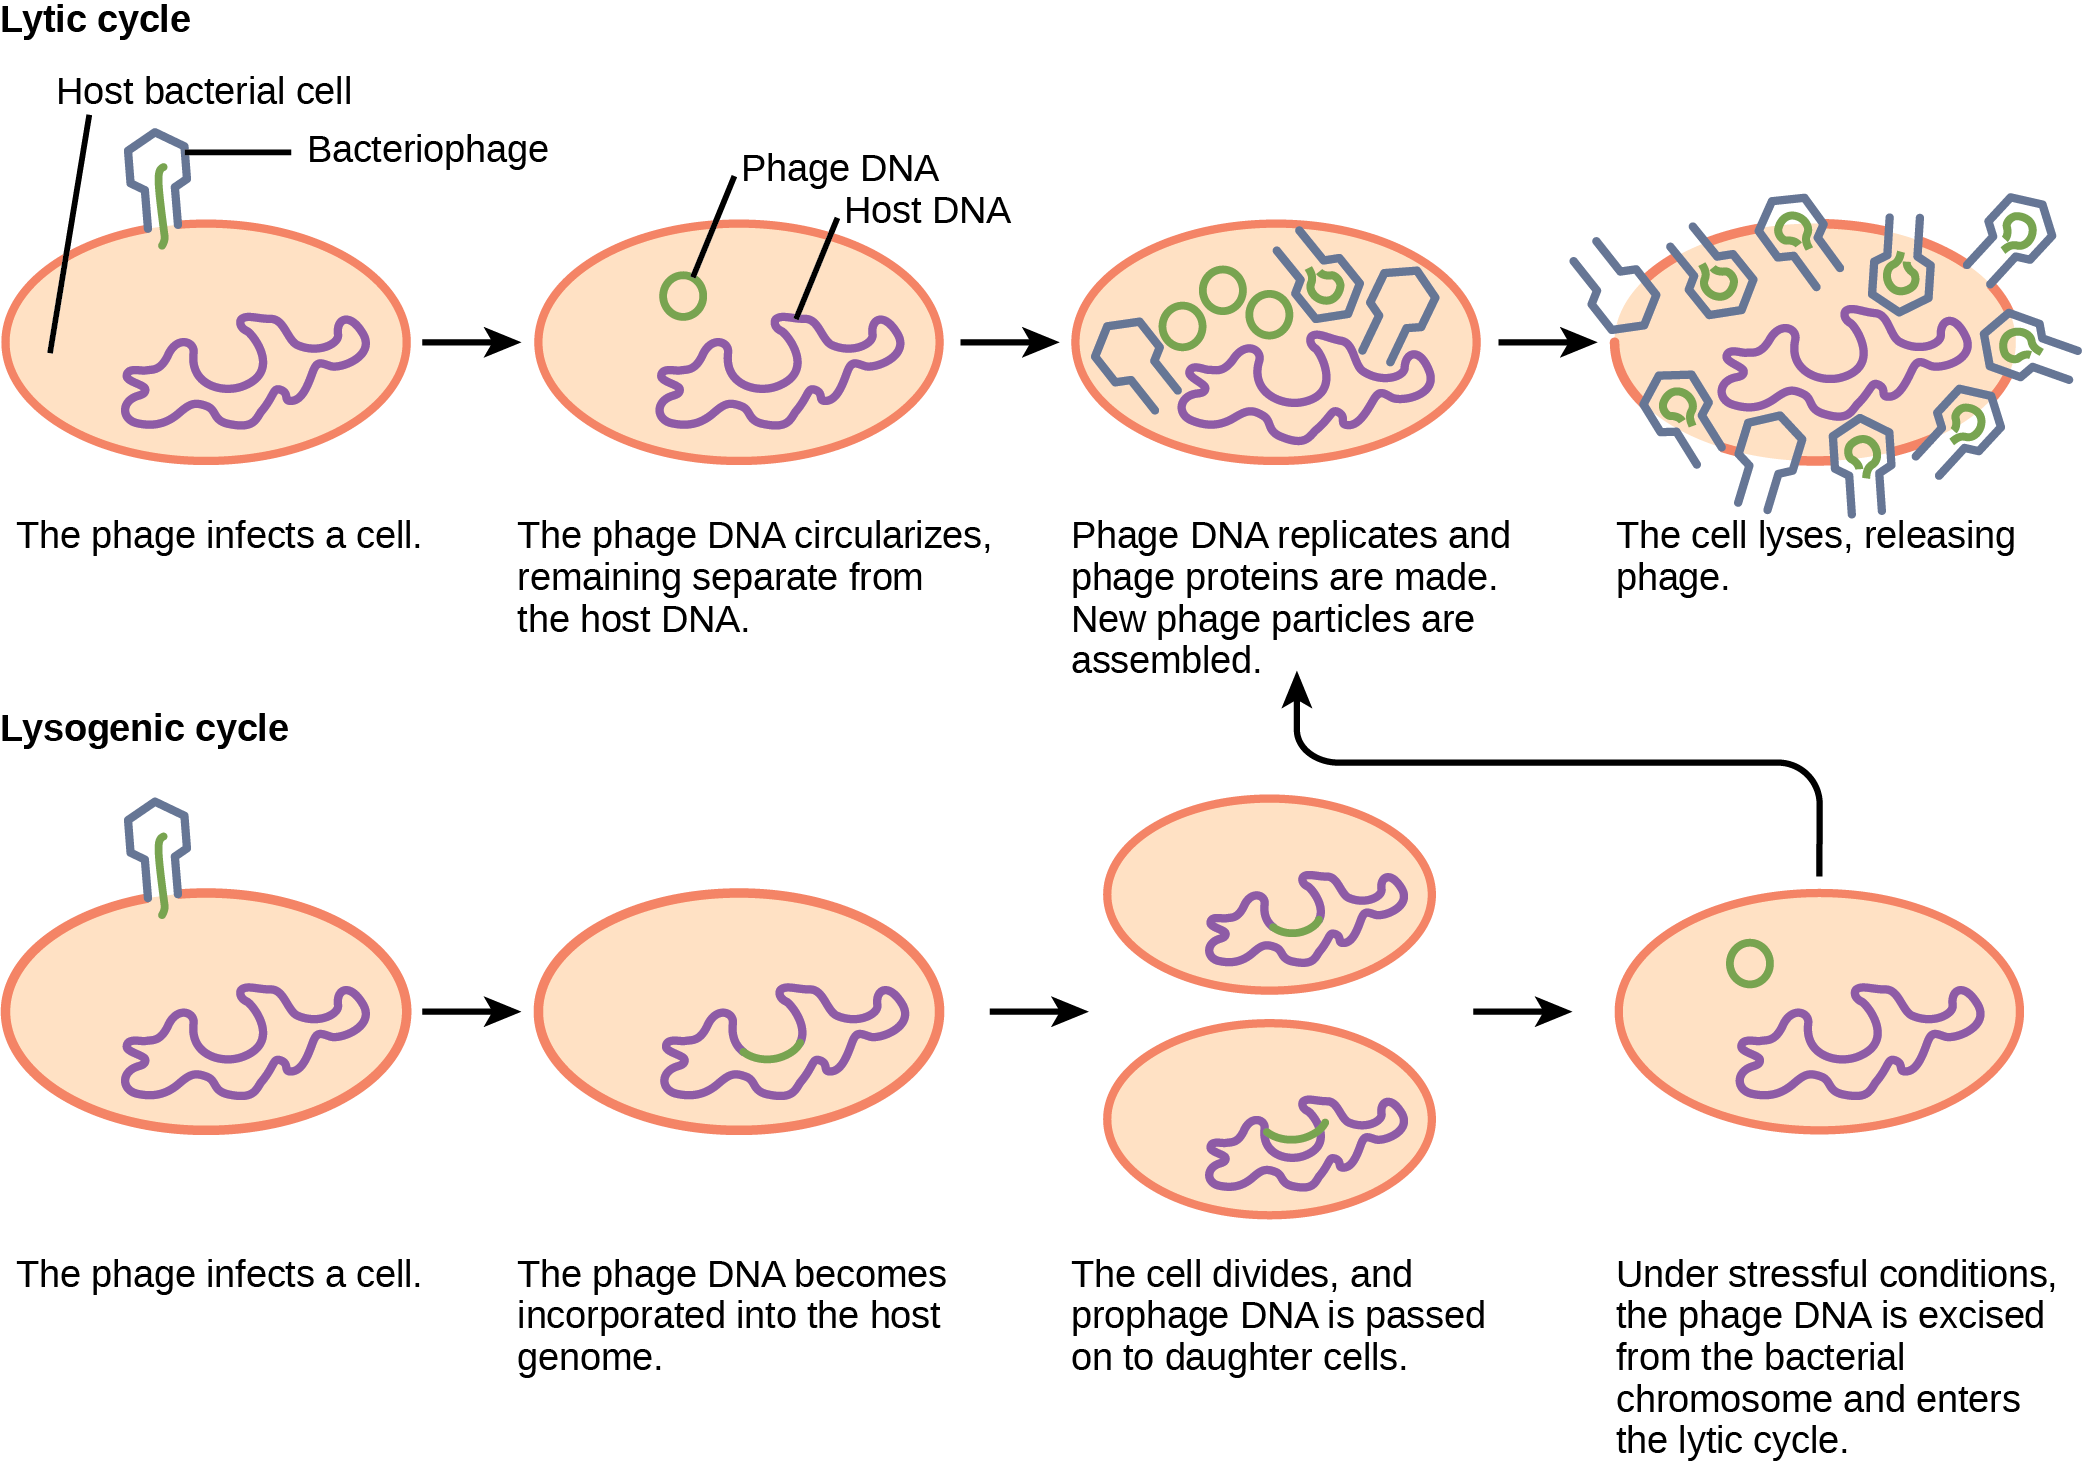 Lytic cycle
Host bacterial cell
Bacteriophage
Phage DNA
Host DNA
The phage infects a cell.
The phage DNA circularizes,
remaining separate from
the host DNA.
Phage DNA replicates and
phage proteins are made.
New phage particles are
assembled.
The cell lyses, releasing
phage.
Lysogenic cycle
The phage infects a cell.
The phage DNA becomes
incorporated into the host
genome.
The cell divides, and
prophage DNA is passed
on to daughter cells.
Under stressful conditions,
the phage DNA is excised
from the bacterial
chromosome and enters
the lytic cycle.